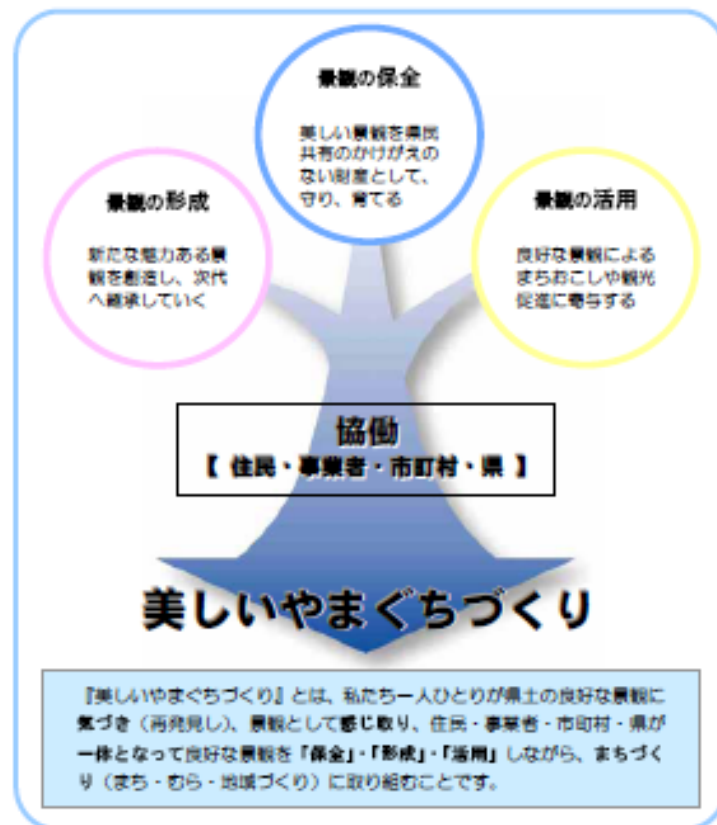 景観の保全
美しい景観を県民
共有のかけがえの
ない財産として、
守り、育てる
景観の形成
新たな魅力ある景
観を創造し、次代
へ継承していく
景観の活用
良好な景観による
まちおこしや観光
促進に寄与する
協働
【 住民・事業者・市町村・県 】
美しいやまぐちづくり
『美しいやまぐちづくり』とは、私たち一人ひとりが県土の良好な景観に
気づき（再発見し）、景観として感じ取り、住民・事業者・市町村・県が
一体となって良好な景観を「保全」・「形成」・「活用」しながら、まちづく
り（まち・むら・地域づくり）に取り組むことです。